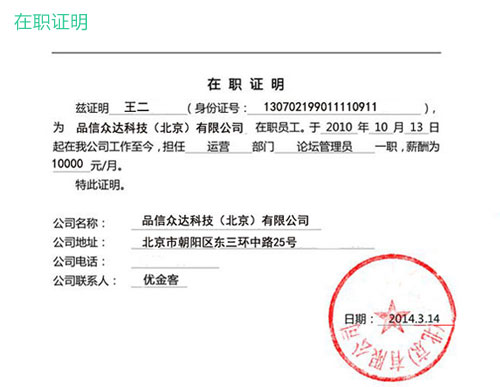 在职证明
在 职 证 明
兹证明 王二 (身份证号: 130702199011110911 ),
为 品信众达科技（北京）有限公司 在职员工。于 2010 年 10 月 13 日
起在我公司工作至今，担任 运营 部门 论坛管理员 一职，薪酬为
10000 元/月。
特此证明。
公司名称: 品信众达科技（北京）有限公司
公司地址: 北京市朝阳区东三环中路25号
公司电话:
公司联系人: 优金客
日期: 2014.3.14
(北京)有限公司